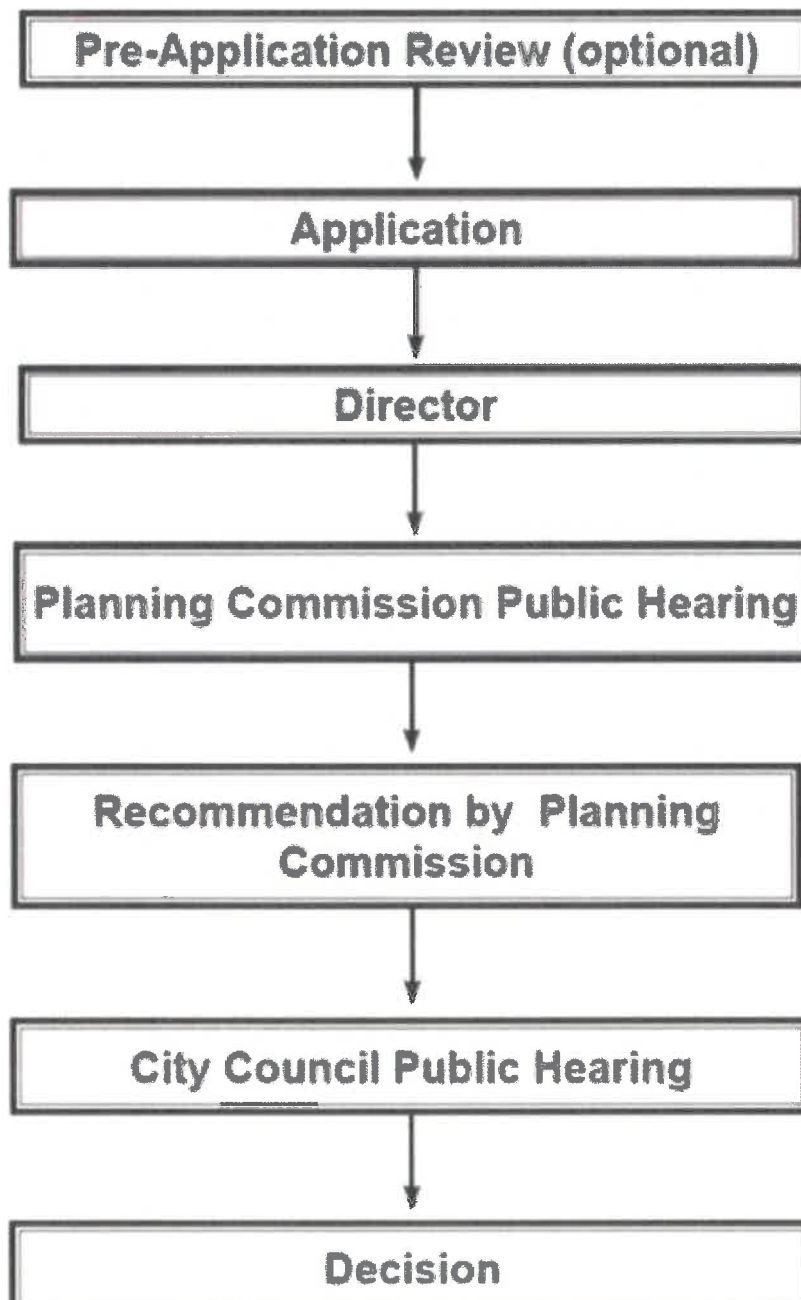 Pre-Application Review (optional)
Application
Director
Planning Commission Public Hearing
Recommendation by Planning
Commission
City Council Public Hearing
Decision